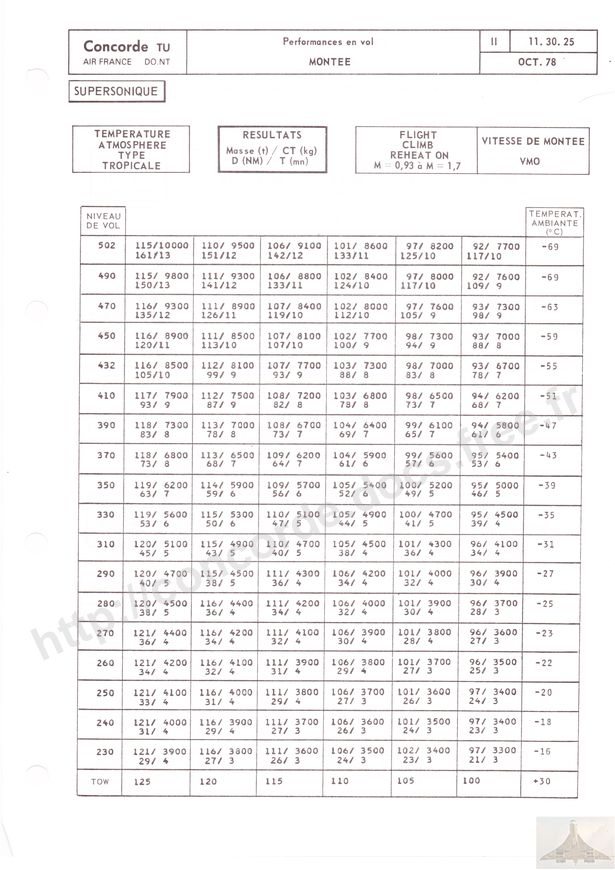 Concorde TU
AIR FRANCE DO.NT
Performances en vol
MONTEE
II
11. 30. 25
OCT. 78
SUPERSONIQUE
TEMPERATURE
ATMOSPHERE
TYPE
TROPICALE
RESULTATS
Masse (t) / CT (kg)
D (NM) / T (mn)
FLIGHT
CLIMB
REHEAT ON
M = 0,93 à M = 1,7
VITESSE DE MONTEE
VMO
NIVEAU
DE VOL
TEMPERAT.
AMBIANTE
(°C)
502 115/10000 110/ 9500 106/ 9100 101/ 8600 97/ 8200 92/ 7700 -69
161/13 151/12 142/12 133/11 125/10 117/10
490 115/ 9800 111/ 9300 106/ 8800 102/ 8400 97/ 8000 92/ 7600 -69
150/13 141/12 133/11 124/10 117/10 109/ 9
470 116/ 9300 111/ 8900 107/ 8400 102/ 8000 97/ 7600 93/ 7300 -63
135/12 126/11 119/10 112/10 105/ 9 98/ 9
450 116/ 8900 111/ 8500 107/ 8100 102/ 7700 98/ 7300 93/ 7000 -59
120/11 113/10 107/10 100/ 9 94/ 9 88/ 8
432 116/ 8500 112/ 8100 107/ 7700 103/ 7300 98/ 7000 93/ 6700 -55
105/10 99/ 9 93/ 9 88/ 8 83/ 8 78/ 7
410 117/ 7900 112/ 7500 108/ 7200 103/ 6800 98/ 6500 94/ 6200 -51
93/ 9 87/ 9 82/ 8 78/ 8 73/ 7 68/ 7
390 118/ 7300 113/ 7000 108/ 6700 104/ 6400 99/ 6100 94/ 5800 -47
83/ 8 78/ 8 73/ 7 69/ 7 65/ 7 61/ 6
370 118/ 6800 113/ 6500 109/ 6200 104/ 5900 99/ 5600 95/ 5400 -43
73/ 8 68/ 7 64/ 7 61/ 6 57/ 6 53/ 6
350 119/ 6200 114/ 5900 109/ 5700 105/ 5400 100/ 5200 95/ 5000 -39
63/ 7 59/ 6 56/ 6 52/ 6 49/ 5 46/ 5
330 119/ 5600 115/ 5300 110/ 5100 105/ 4900 100/ 4700 95/ 4500 -35
53/ 6 50/ 6 47/ 5 44/ 5 41/ 5 39/ 4
310 120/ 5100 115/ 4900 110/ 4700 105/ 4500 101/ 4300 96/ 4100 -31
45/ 5 43/ 5 40/ 5 38/ 4 36/ 4 34/ 4
290 120/ 4700 115/ 4500 111/ 4300 106/ 4200 101/ 4000 96/ 3900 -27
40/ 5 38/ 5 36/ 4 34/ 4 32/ 4 30/ 4
280 120/ 4500 116/ 4400 111/ 4200 106/ 4000 101/ 3900 96/ 3700 -25
38/ 5 36/ 4 34/ 4 32/ 4 30/ 4 28/ 3
270 121/ 4400 116/ 4200 111/ 4100 106/ 3900 101/ 3800 96/ 3600 -23
36/ 4 34/ 4 32/ 4 30/ 4 28/ 4 27/ 3
260 121/ 4200 116/ 4100 111/ 3900 106/ 3800 101/ 3700 96/ 3500 -22
34/ 4 32/ 4 31/ 4 29/ 4 27/ 3 25/ 3
250 121/ 4100 116/ 4000 111/ 3800 106/ 3700 101/ 3600 97/ 3400 -20
33/ 4 31/ 4 29/ 4 27/ 3 26/ 3 24/ 3
240 121/ 4000 116/ 3900 111/ 3700 106/ 3600 101/ 3500 97/ 3400 -18
31/ 4 29/ 4 27/ 3 26/ 3 24/ 3 23/ 3
230 121/ 3900 116/ 3800 111/ 3600 106/ 3500 102/ 3400 97/ 3300 -16
29/ 4 27/ 3 26/ 3 24/ 3 23/ 3 21/ 3
TOW 125 120 115 110 105 100 +30
http://concorde-docs.free.fr